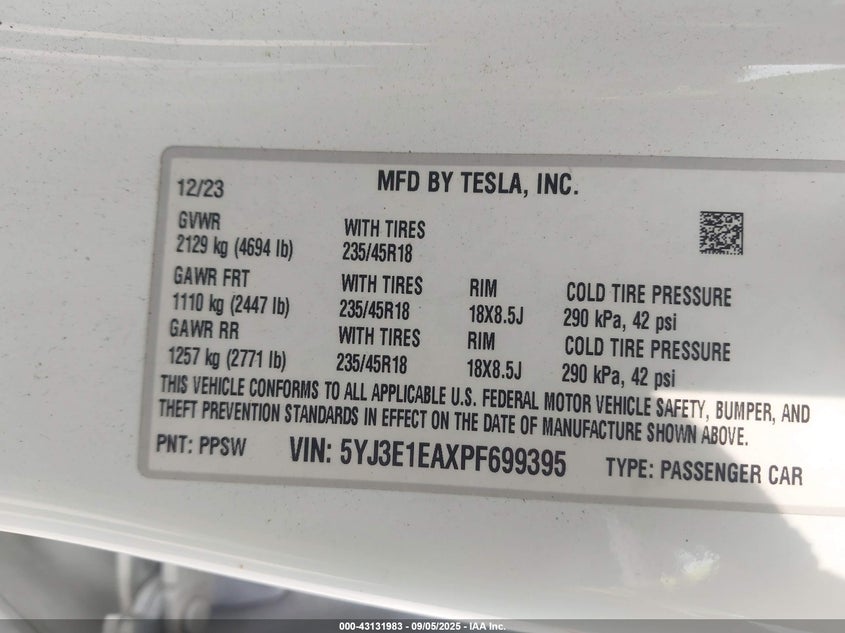 12/23 MFD BY TESLA, INC.
GVWR WITH TIRES
2129 kg (4694 lb) 235/45R18
GAWR FRT WITH TIRES RIM COLD TIRE PRESSURE
1110 kg (2447 lb) 235/45R18 18X8.5J 290 kPa, 42 psi
GAWR RR WITH TIRES RIM COLD TIRE PRESSURE
1257 kg (2771 lb) 235/45R18 18X8.5J 290 kPa, 42 psi
THIS VEHICLE CONFORMS TO ALL APPLICABLE U.S. FEDERAL MOTOR VEHICLE SAFETY, BUMPER, AND
THEFT PREVENTION STANDARDS IN EFFECT ON THE DATE OF MANUFACTURE SHOWN ABOVE.
PNT: PPSW VIN: 5YJ3E1EAXPF699395 TYPE: PASSENGER CAR
000-43131983 - 09/05/2025 - IAA Inc.